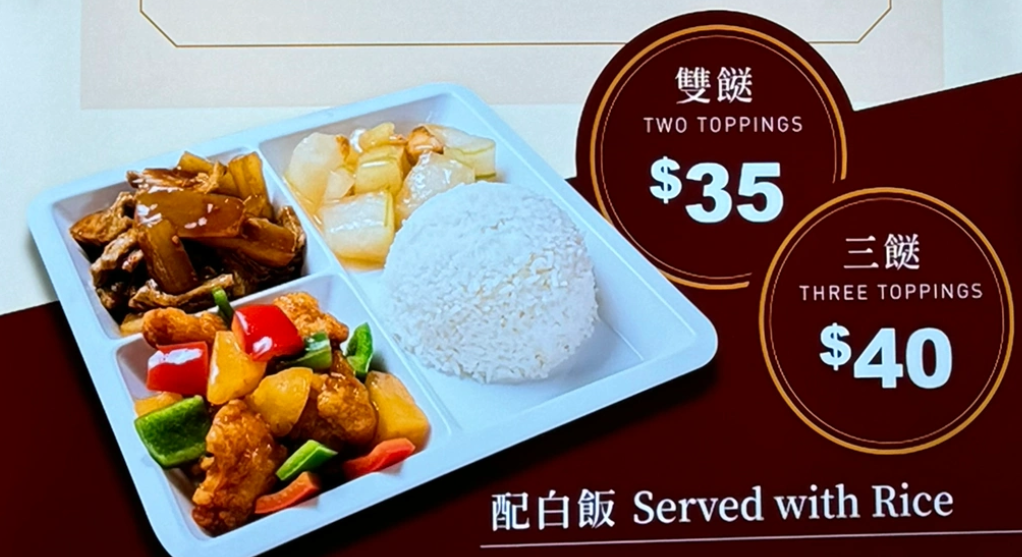 雙餸
TWO TOPPINGS
$35
三餸
THREE TOPPINGS
$40
配白飯 Served with Rice